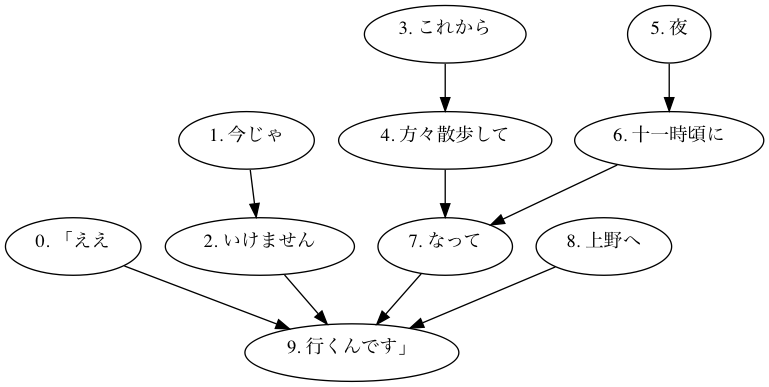 3. これから
5. 夜
1. 今じゃ
4. 方々散歩して
6. 十一時頃に
0. 「ええ
2. いけません
7. なって
8. 上野へ
9. 行くんです」